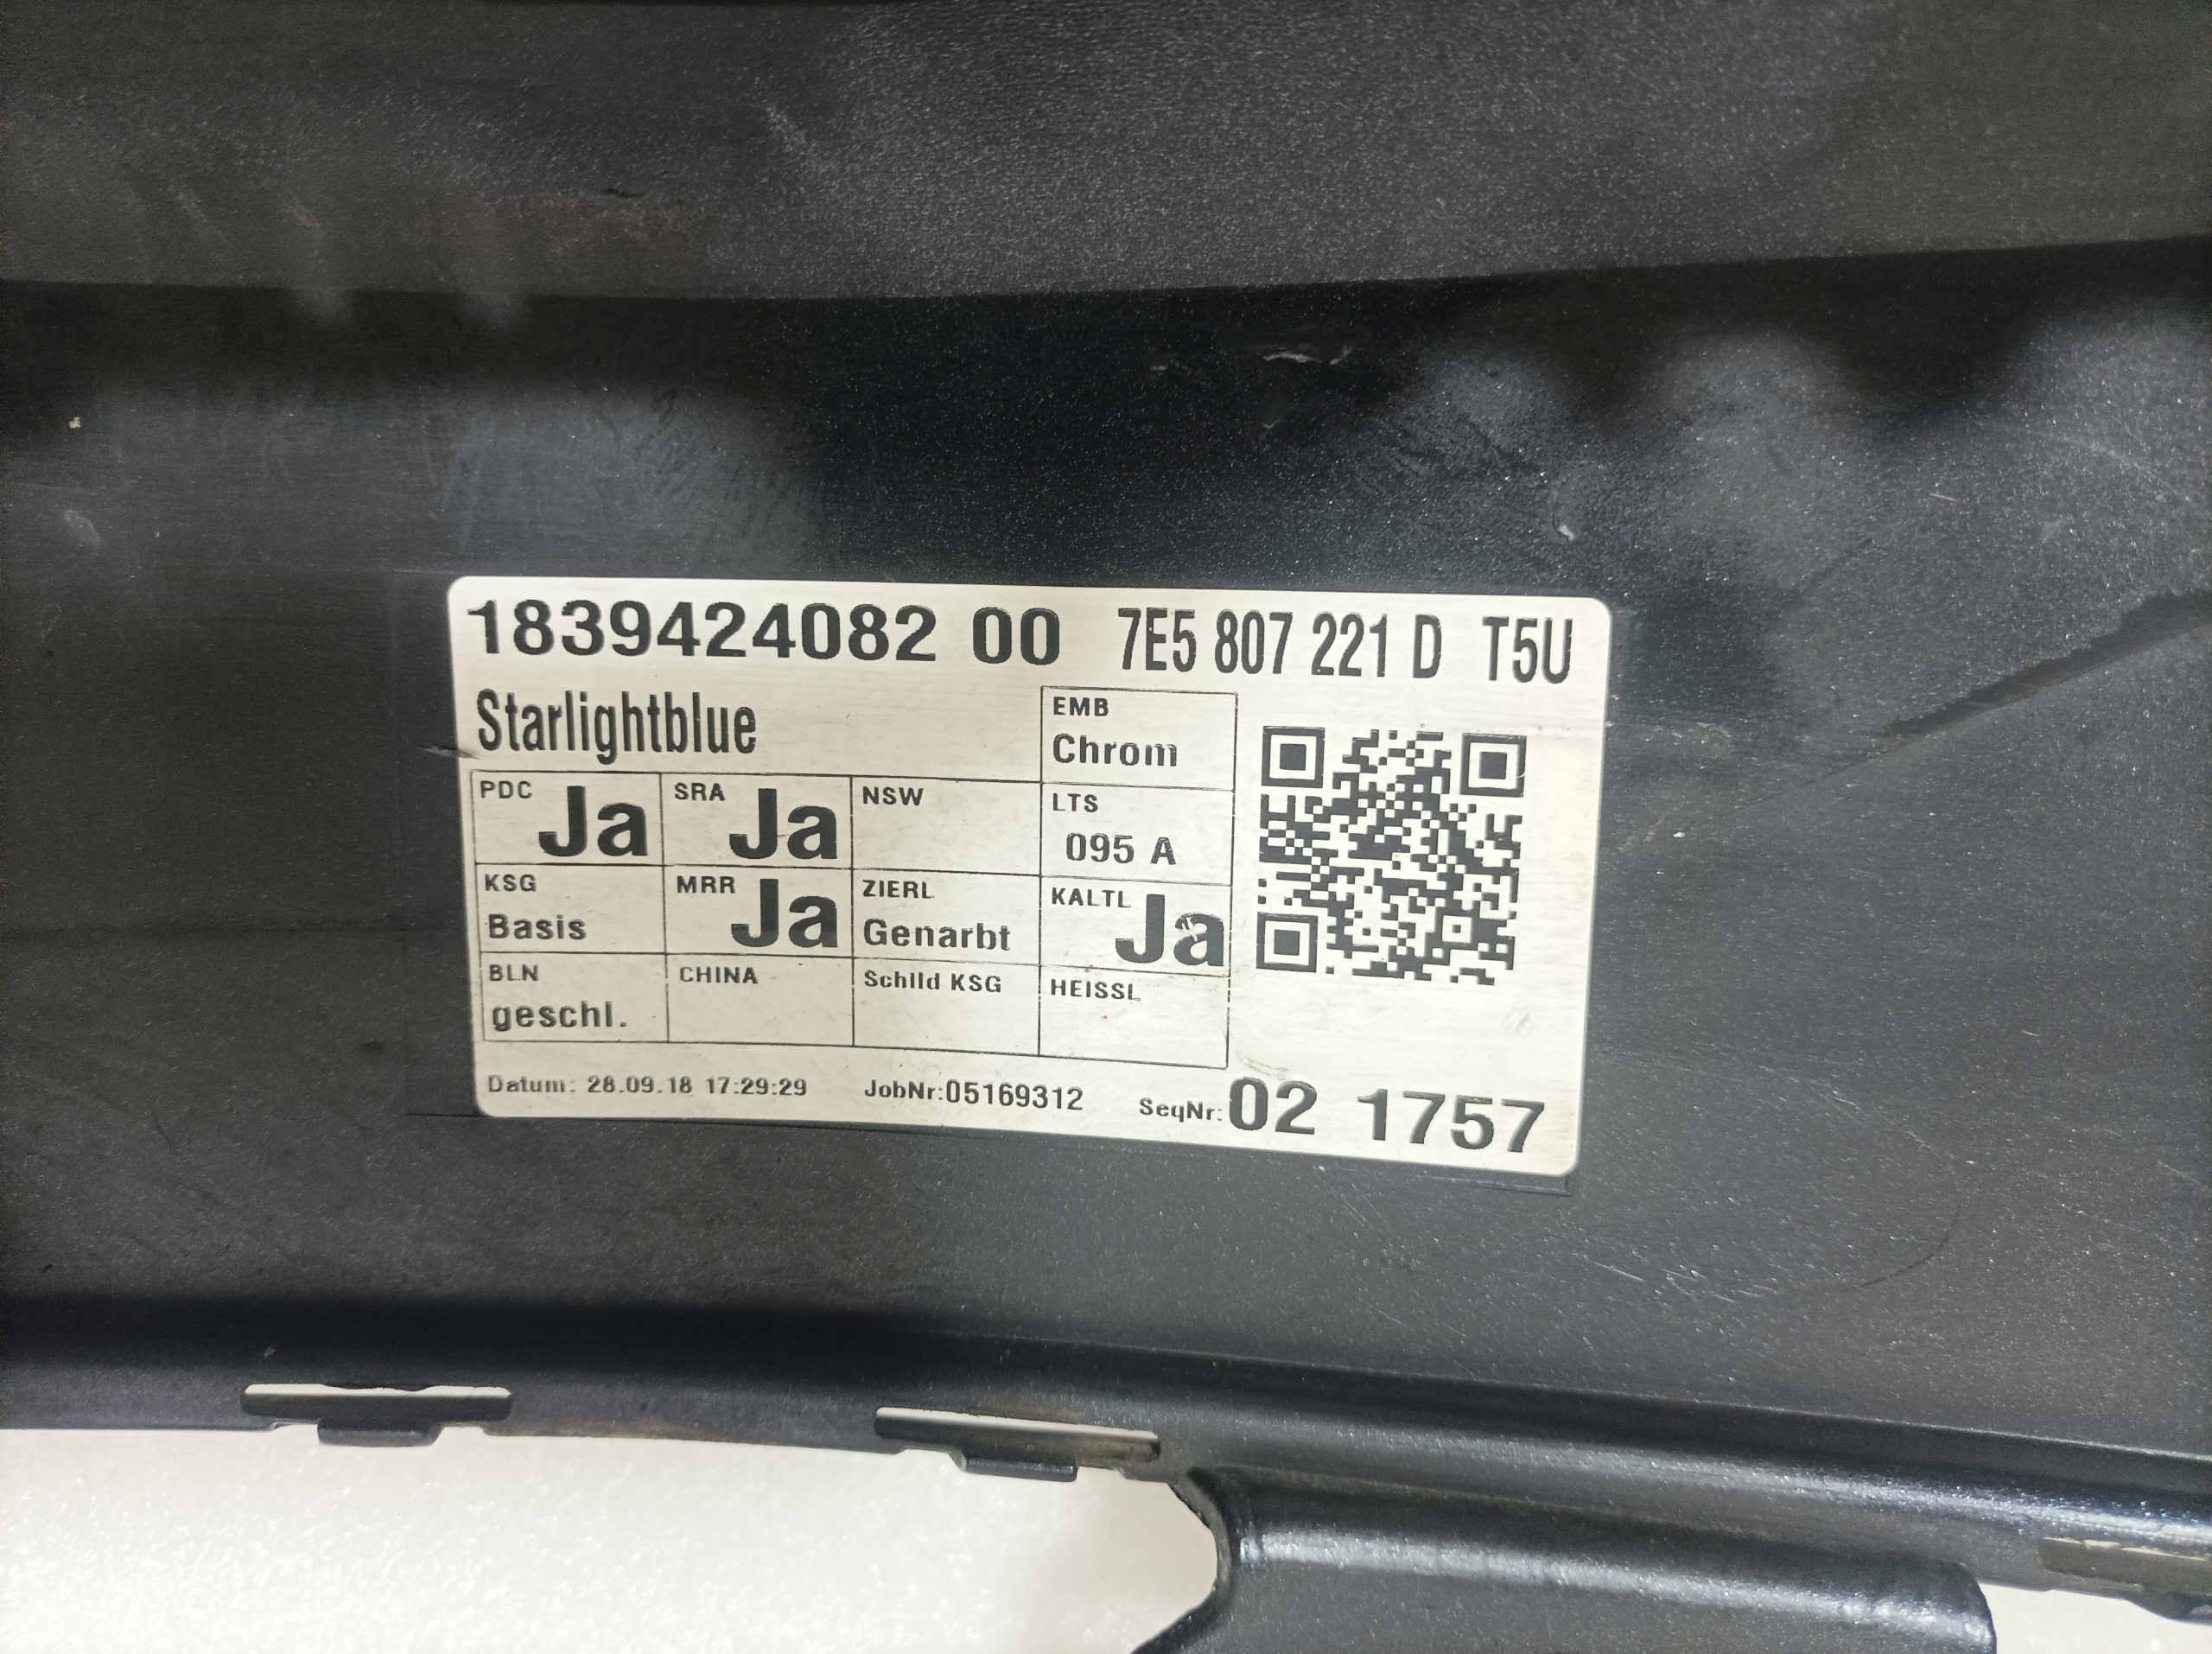 1839424082 00 7E5 807 221 D T5U
Starlightblue
EMB
Chrom
PDC Ja SRA Ja NSW LTS
095 A
KSG MRR Ja ZIERL KALTL Ja
Basis Genarbt
BLN CHINA Schild KSG HEISSL
geschl.
Datum: 28.09.18 17:29:29 JobNr:05169312 SeqNr:02 1757